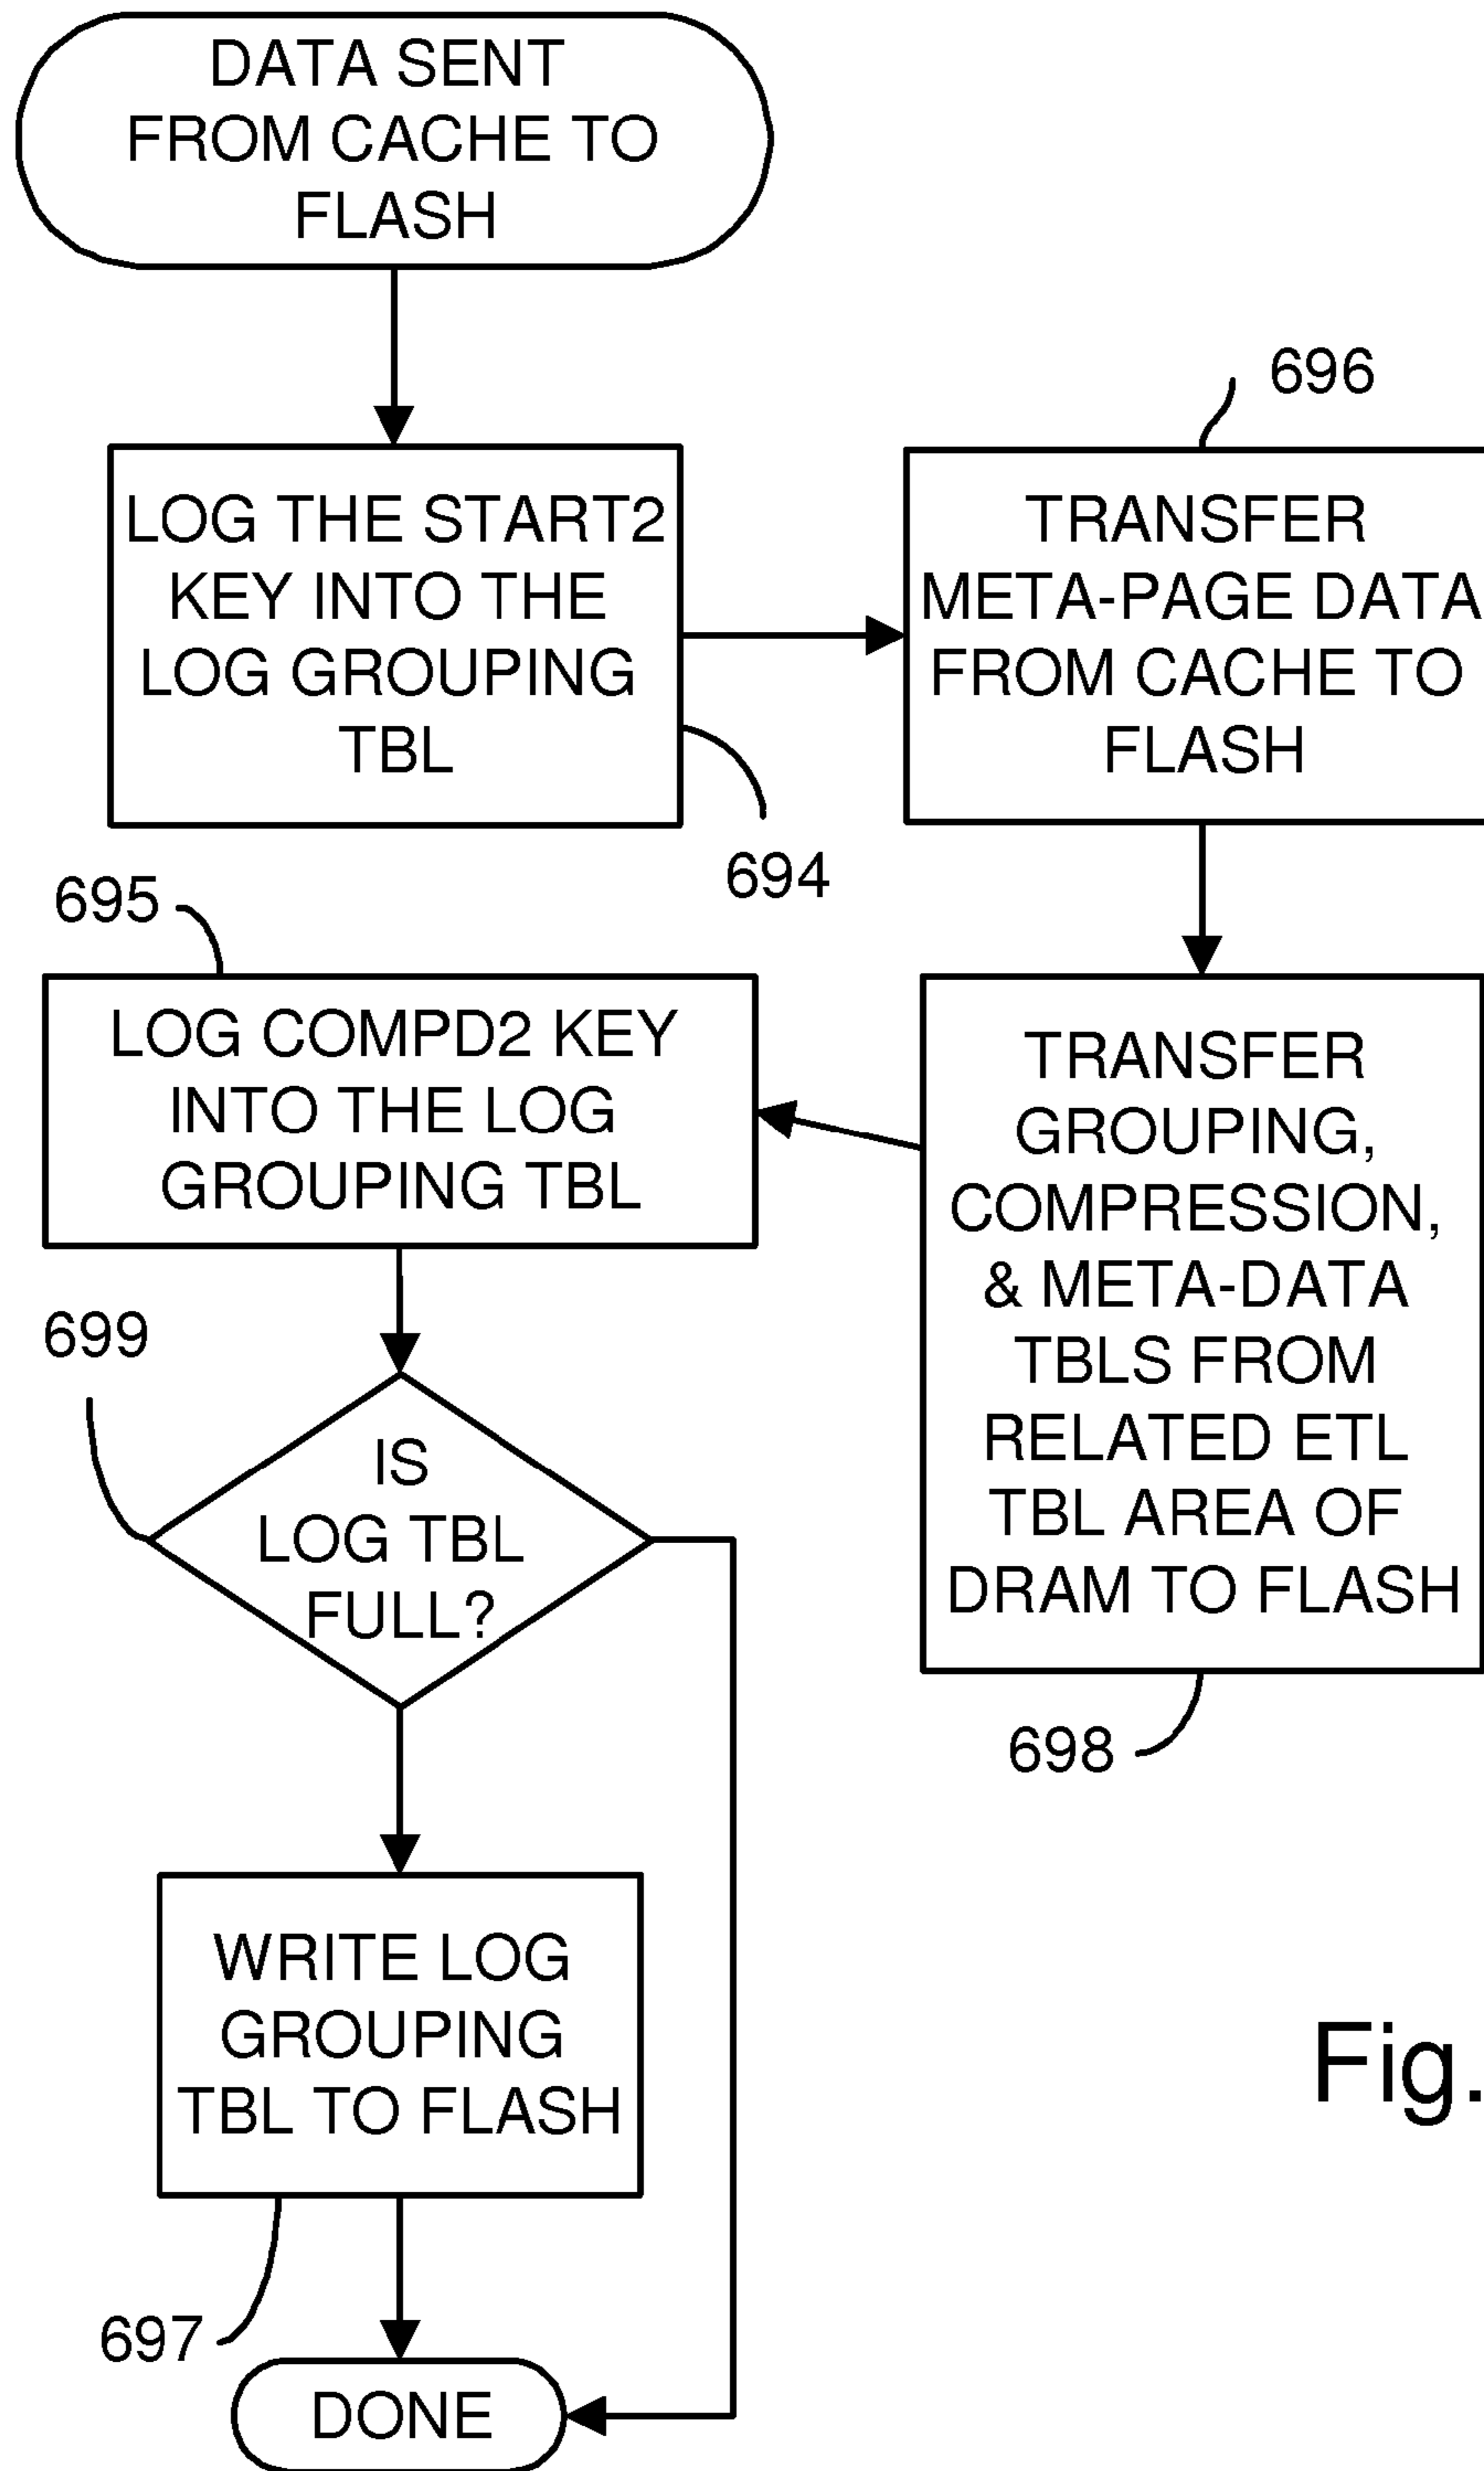 DATA SENT
FROM CACHE TO
FLASH
LOG THE START2
KEY INTO THE
LOG GROUPING
TBL
694
696
TRANSFER
META-PAGE DATA
FROM CACHE TO
FLASH
TRANSFER
GROUPING,
COMPRESSION,
& META-DATA
TBLS FROM
RELATED ETL
TBL AREA OF
DRAM TO FLASH
698
695
LOG COMPD2 KEY
INTO THE LOG
GROUPING TBL
699
IS
LOG TBL
FULL?
WRITE LOG
GROUPING
TBL TO FLASH
697
DONE
Fig.